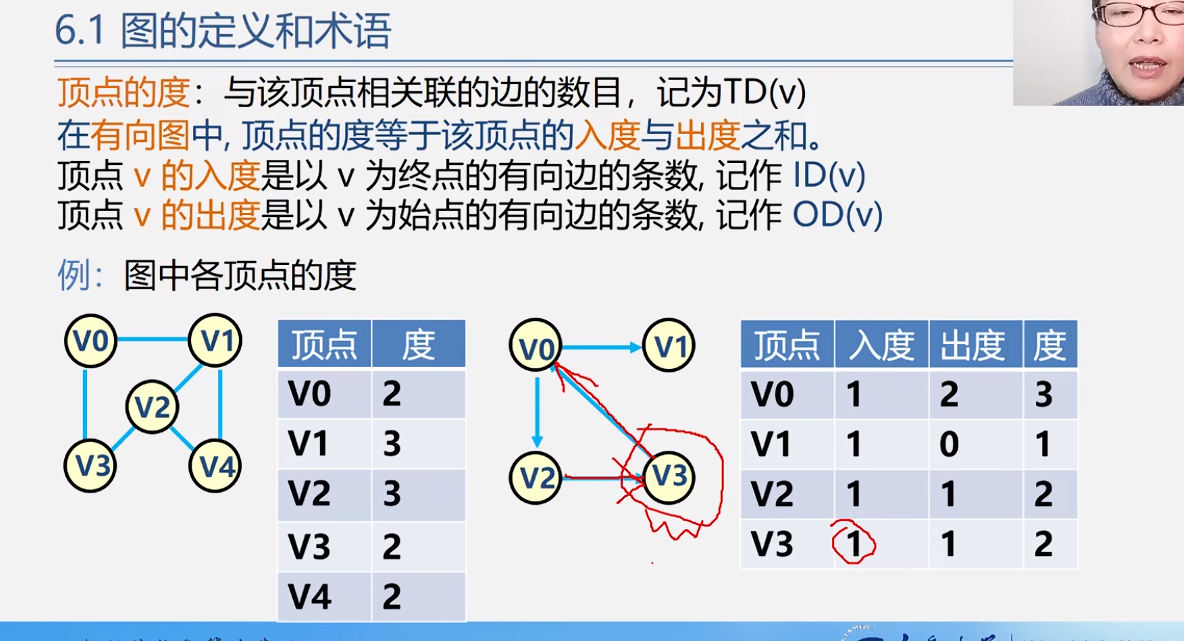 6.1 图的定义和术语
顶点的度：与该顶点相关联的边的数目，记为TD(v)
在有向图中, 顶点的度等于该顶点的入度与出度之和。
顶点 v 的入度是以 v 为终点的有向边的条数, 记作 ID(v)
顶点 v 的出度是以 v 为始点的有向边的条数, 记作 OD(v)
例：图中各顶点的度
V0 V1
V2
V3 V4
顶点 度
V0 2
V1 3
V2 3
V3 2
V4 2
V0 V1
V2 V3
顶点 入度 出度 度
V0 1 2 3
V1 1 0 1
V2 1 1 2
V3 1 1 2